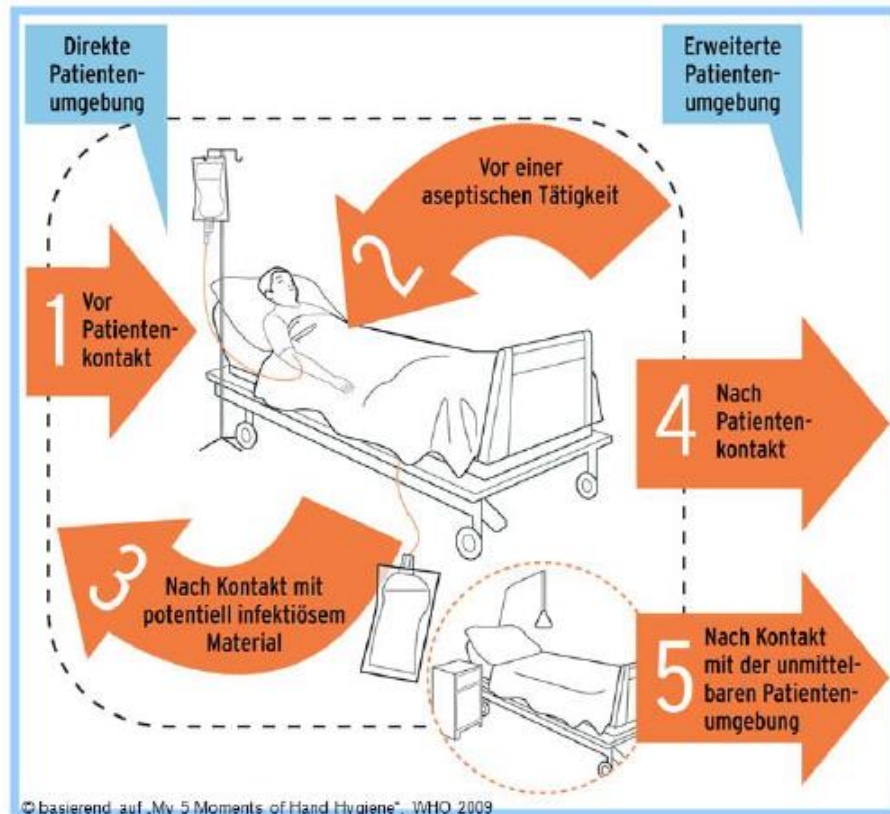 Direkte
Patienten-
umgebung
Erweiterte
Patienten-
umgebung
Vor einer
aseptischen Tätigkeit
2
1
Vor
Patienten-
kontakt
4
Nach
Patienten-
kontakt
3
Nach Kontakt mit
potentiell infektiösem
Material
5
Nach Kontakt
mit der unmittel-
baren Patienten-
umgebung
© basierend auf „My 5 Moments of Hand Hygiene“, WHO 2009